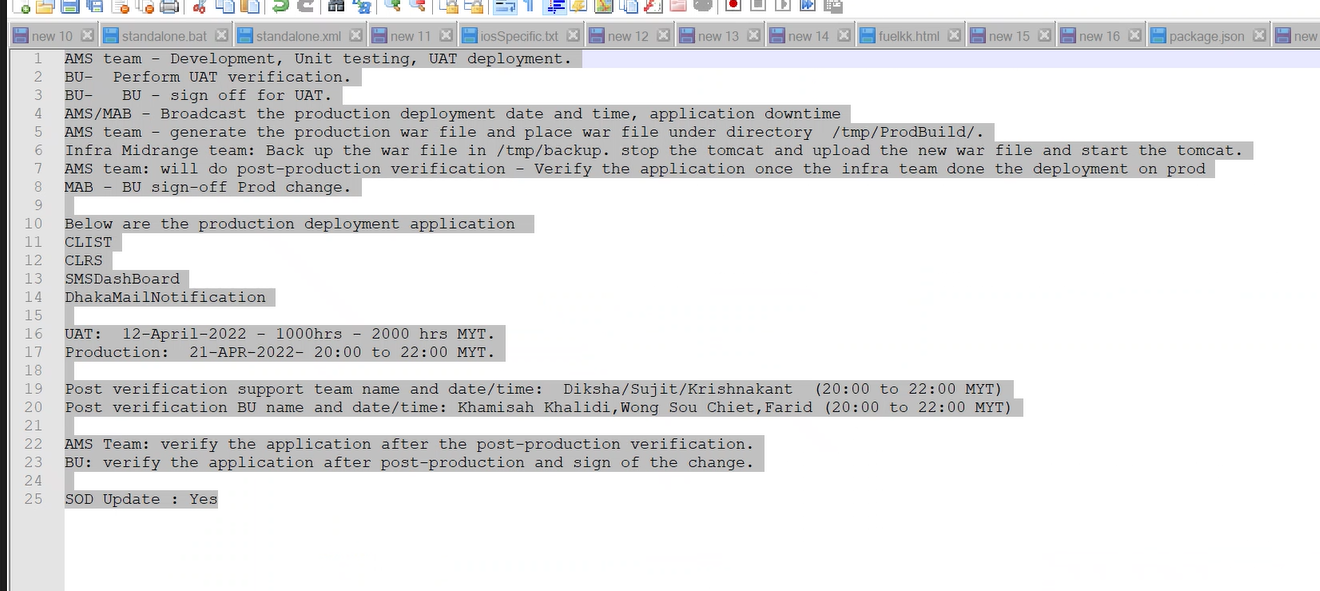 new 10 standalone.bat standalone.xml new 11 iosSpecific.txt new 12 new 13 new 14 fuelkk.html new 15 new 16 package.json new
1 AMS team - Development, Unit testing, UAT deployment.
2 BU-  Perform UAT verification.
3 BU-   BU - sign off for UAT.
4 AMS/MAB - Broadcast the production deployment date and time, application downtime
5 AMS team - generate the production war file and place war file under directory  /tmp/ProdBuild/.
6 Infra Midrange team: Back up the war file in /tmp/backup. stop the tomcat and upload the new war file and start the tomcat.
7 AMS team: will do post-production verification - Verify the application once the infra team done the deployment on prod
8 MAB - BU sign-off Prod change.
9
10 Below are the production deployment application
11 CLIST
12 CLRS
13 SMSDashBoard
14 DhakaMailNotification
15
16 UAT:  12-April-2022 - 1000hrs - 2000 hrs MYT.
17 Production:  21-APR-2022- 20:00 to 22:00 MYT.
18
19 Post verification support team name and date/time:  Diksha/Sujit/Krishnakant  (20:00 to 22:00 MYT)
20 Post verification BU name and date/time: Khamisah Khalidi,Wong Sou Chiet,Farid (20:00 to 22:00 MYT)
21
22 AMS Team: verify the application after the post-production verification.
23 BU: verify the application after post-production and sign of the change.
24
25 SOD Update : Yes